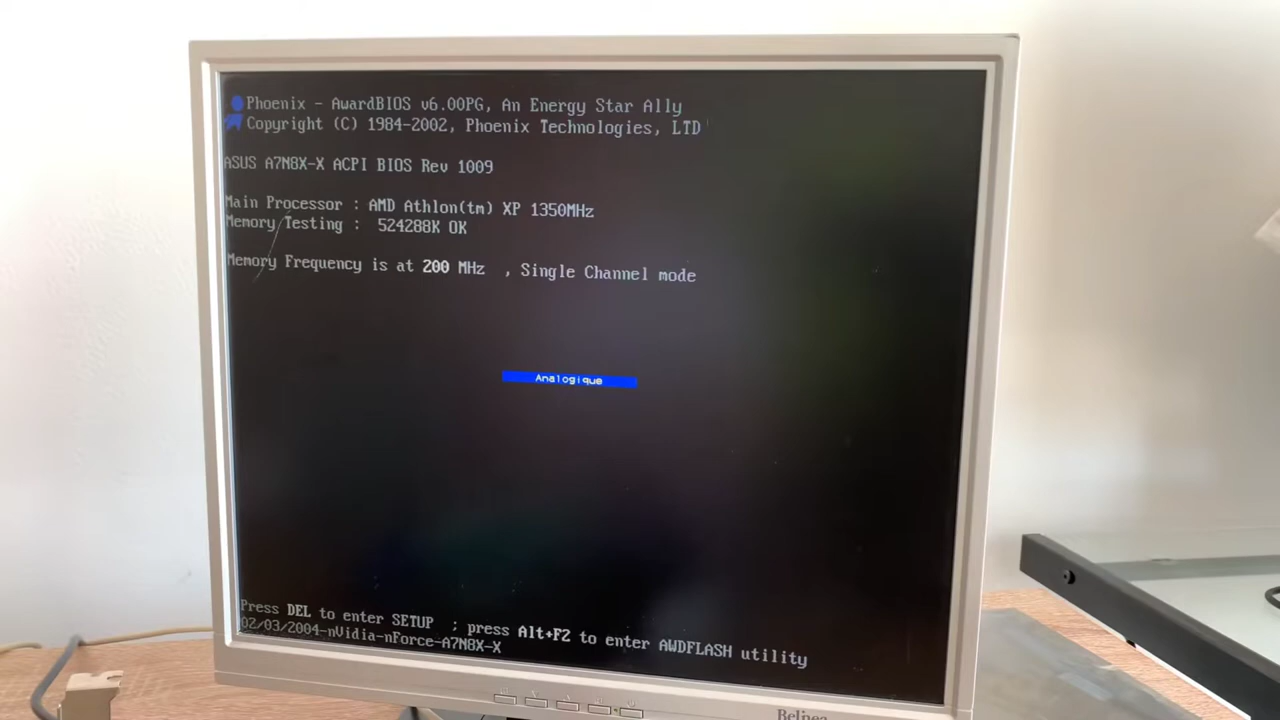 Phoenix - AwardBIOS v6.00PG, An Energy Star Ally
Copyright (C) 1984-2002, Phoenix Technologies, LTD
ASUS A7N8X-X ACPI BIOS Rev 1009
Main Processor : AMD Athlon(tm) XP 1350MHz
Memory Testing : 524288K OK
Memory Frequency is at 200 MHz , Single Channel mode
Analogique
Press DEL to enter SETUP ; press Alt+F2 to enter AWDFLASH utility
02/03/2004-nVidia-nForce-A7N8X-X
Belinea